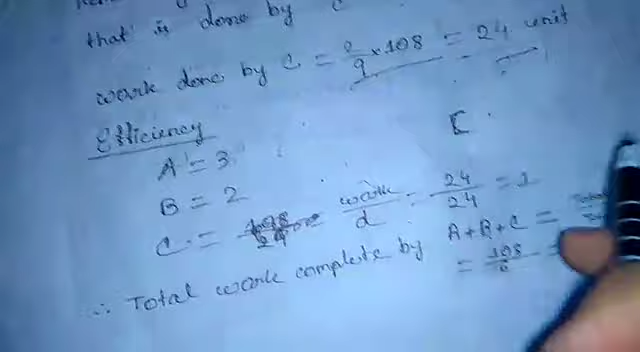 that is done by C
work done by C = 2/9 × 108 = 24 unit
Efficiency
A = 3
B = 2
C = work/d = 24/24 = 1
∴ Total work complete by A+B+C =
= 108/